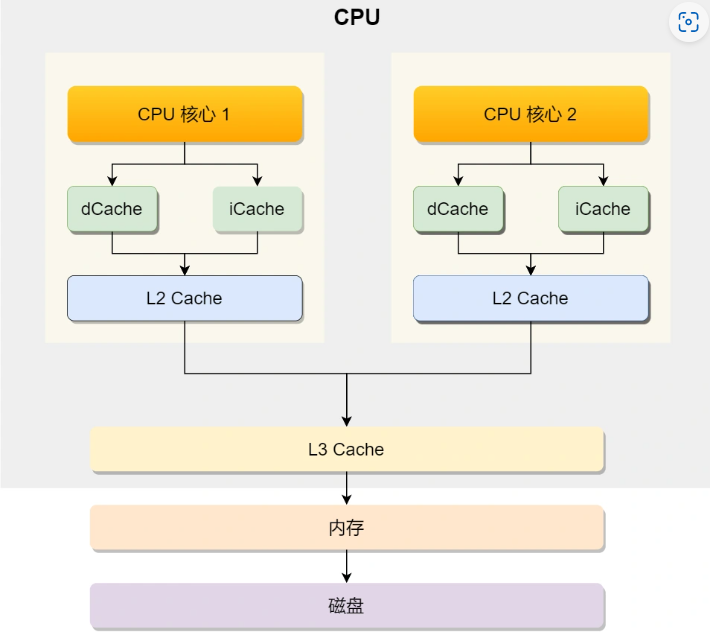 CPU
CPU 核心 1
CPU 核心 2
dCache
iCache
dCache
iCache
L2 Cache
L2 Cache
L3 Cache
内存
磁盘